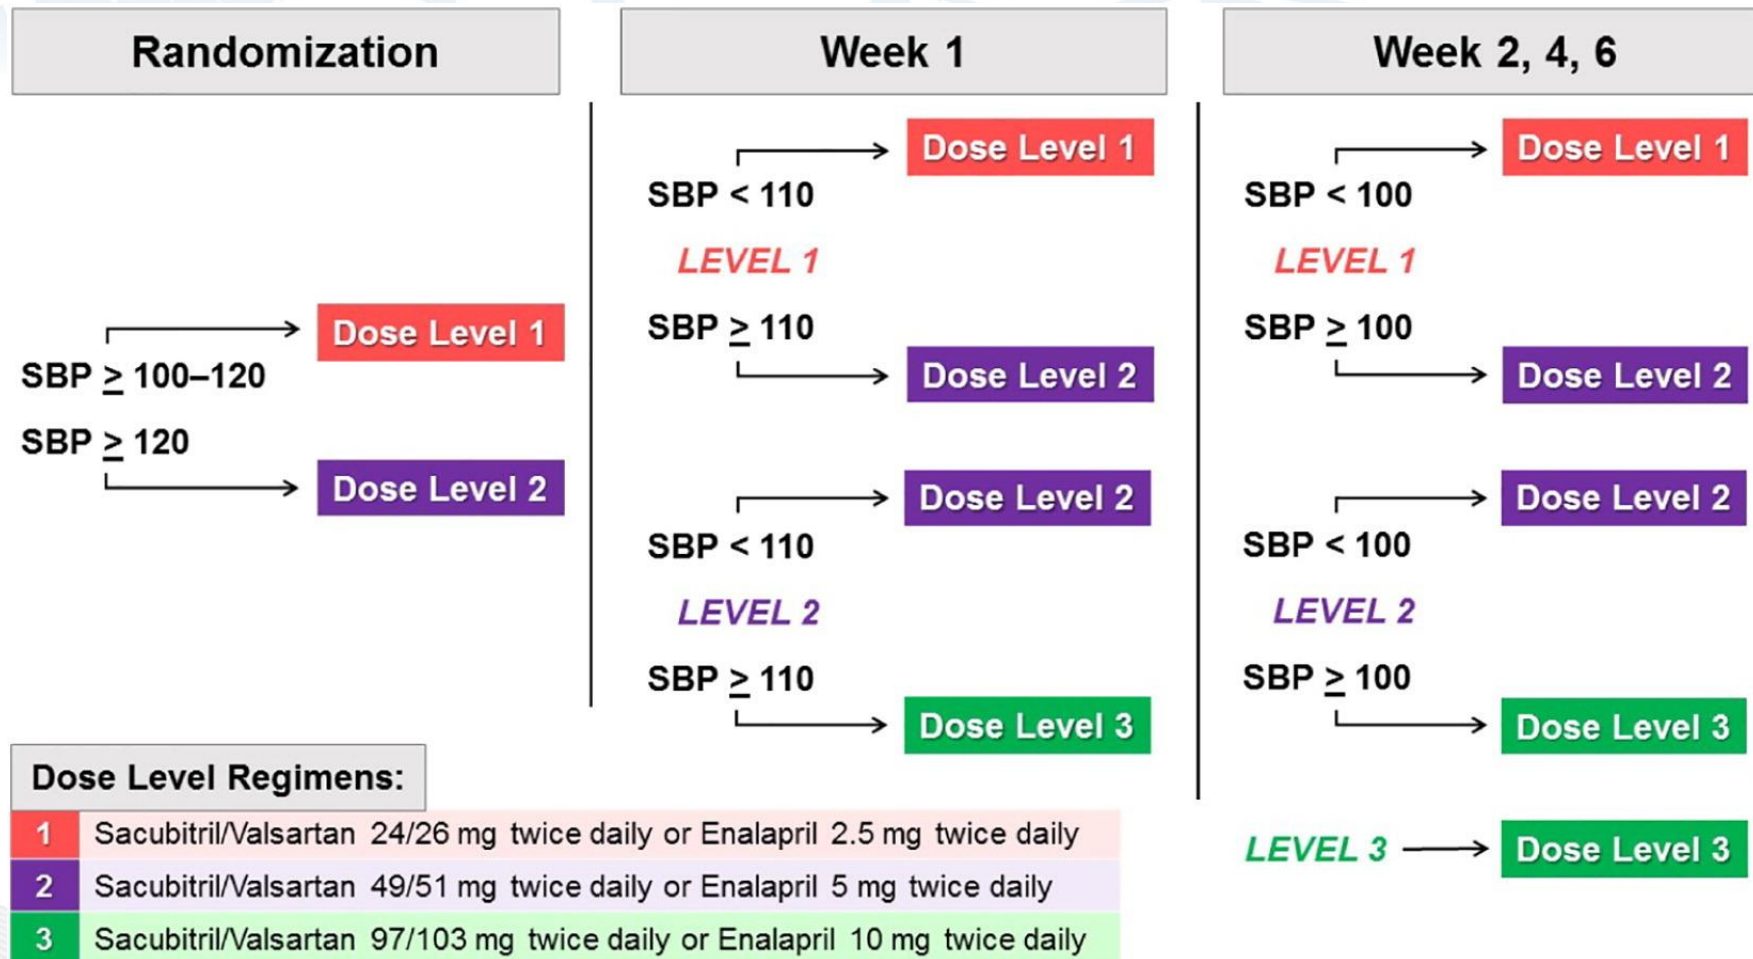 Randomization
SBP ≥ 100–120
Dose Level 1
SBP ≥ 120
Dose Level 2
Week 1
Dose Level 1
SBP < 110
LEVEL 1
SBP ≥ 110
Dose Level 2
Dose Level 2
SBP < 110
LEVEL 2
SBP ≥ 110
Dose Level 3
Week 2, 4, 6
Dose Level 1
SBP < 100
LEVEL 1
SBP ≥ 100
Dose Level 2
Dose Level 2
SBP < 100
LEVEL 2
SBP ≥ 100
Dose Level 3
LEVEL 3
Dose Level 3
Dose Level Regimens:
1 Sacubitril/Valsartan 24/26 mg twice daily or Enalapril 2.5 mg twice daily
2 Sacubitril/Valsartan 49/51 mg twice daily or Enalapril 5 mg twice daily
3 Sacubitril/Valsartan 97/103 mg twice daily or Enalapril 10 mg twice daily